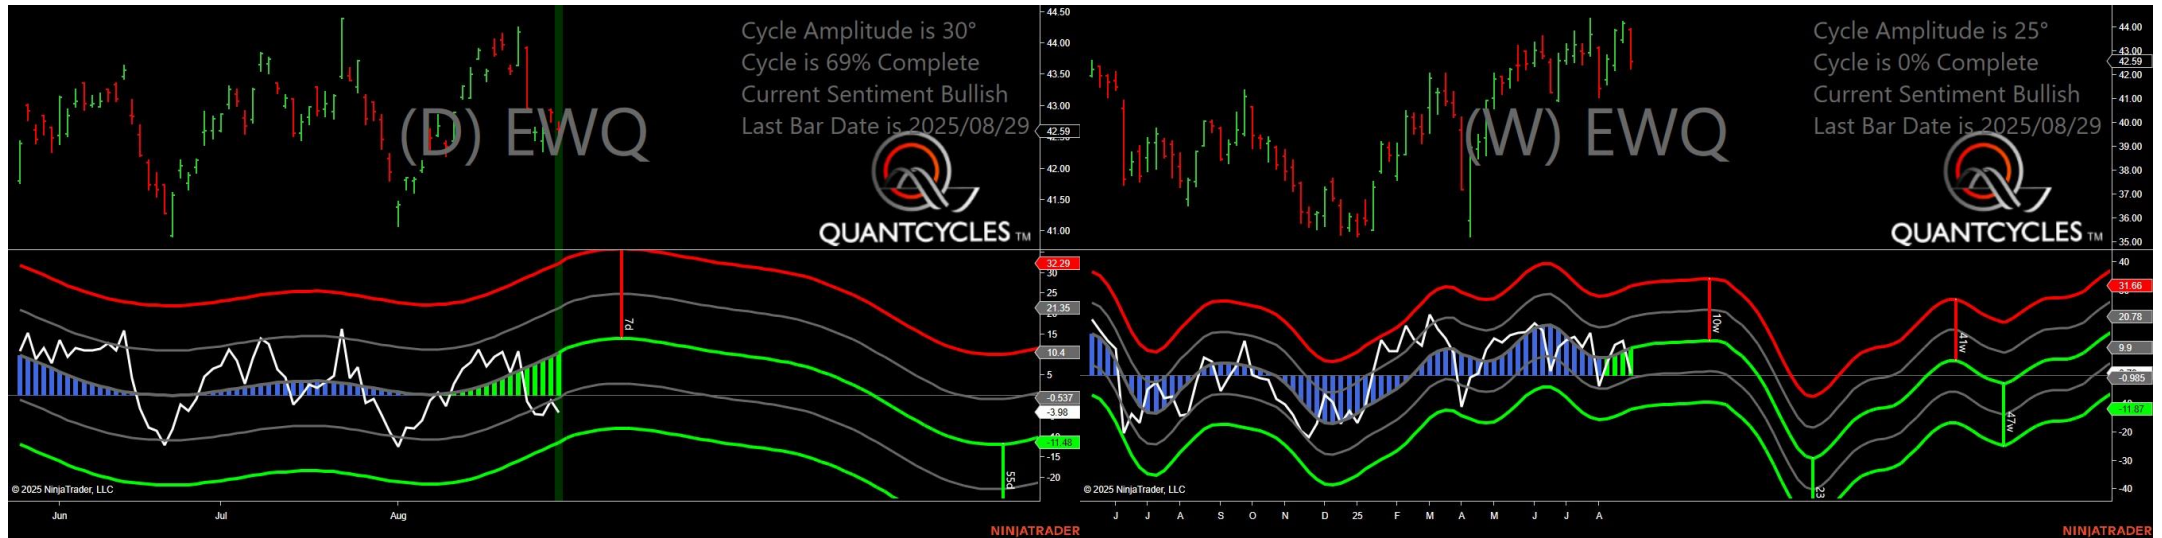 Cycle Amplitude is 30°
Cycle is 69% Complete
Current Sentiment Bullish
Last Bar Date is 2025/08/29
(D) EWQ
QUANTCYCLES TM
44.50
44.00
43.50
43.00
42.59
42.00
41.50
41.00
32.29
30
25
21.35
15
10.4
5
-0.537
-3.98
-11.48
-15
-20
7d
55d
© 2025 NinjaTrader, LLC
Jun
Jul
Aug
NINJATRADER
Cycle Amplitude is 25°
Cycle is 0% Complete
Current Sentiment Bullish
Last Bar Date is 2025/08/29
(W) EWQ
QUANTCYCLES TM
44.00
43.00
42.59
42.00
41.00
40.00
39.00
38.00
37.00
36.00
35.00
40
31.66
20.78
9.9
-0.985
-11.87
-20
-30
-40
10w
23
41w
47w
© 2025 NinjaTrader, LLC
J J A S O N D 25 F M A M J J A
NINJATRADER